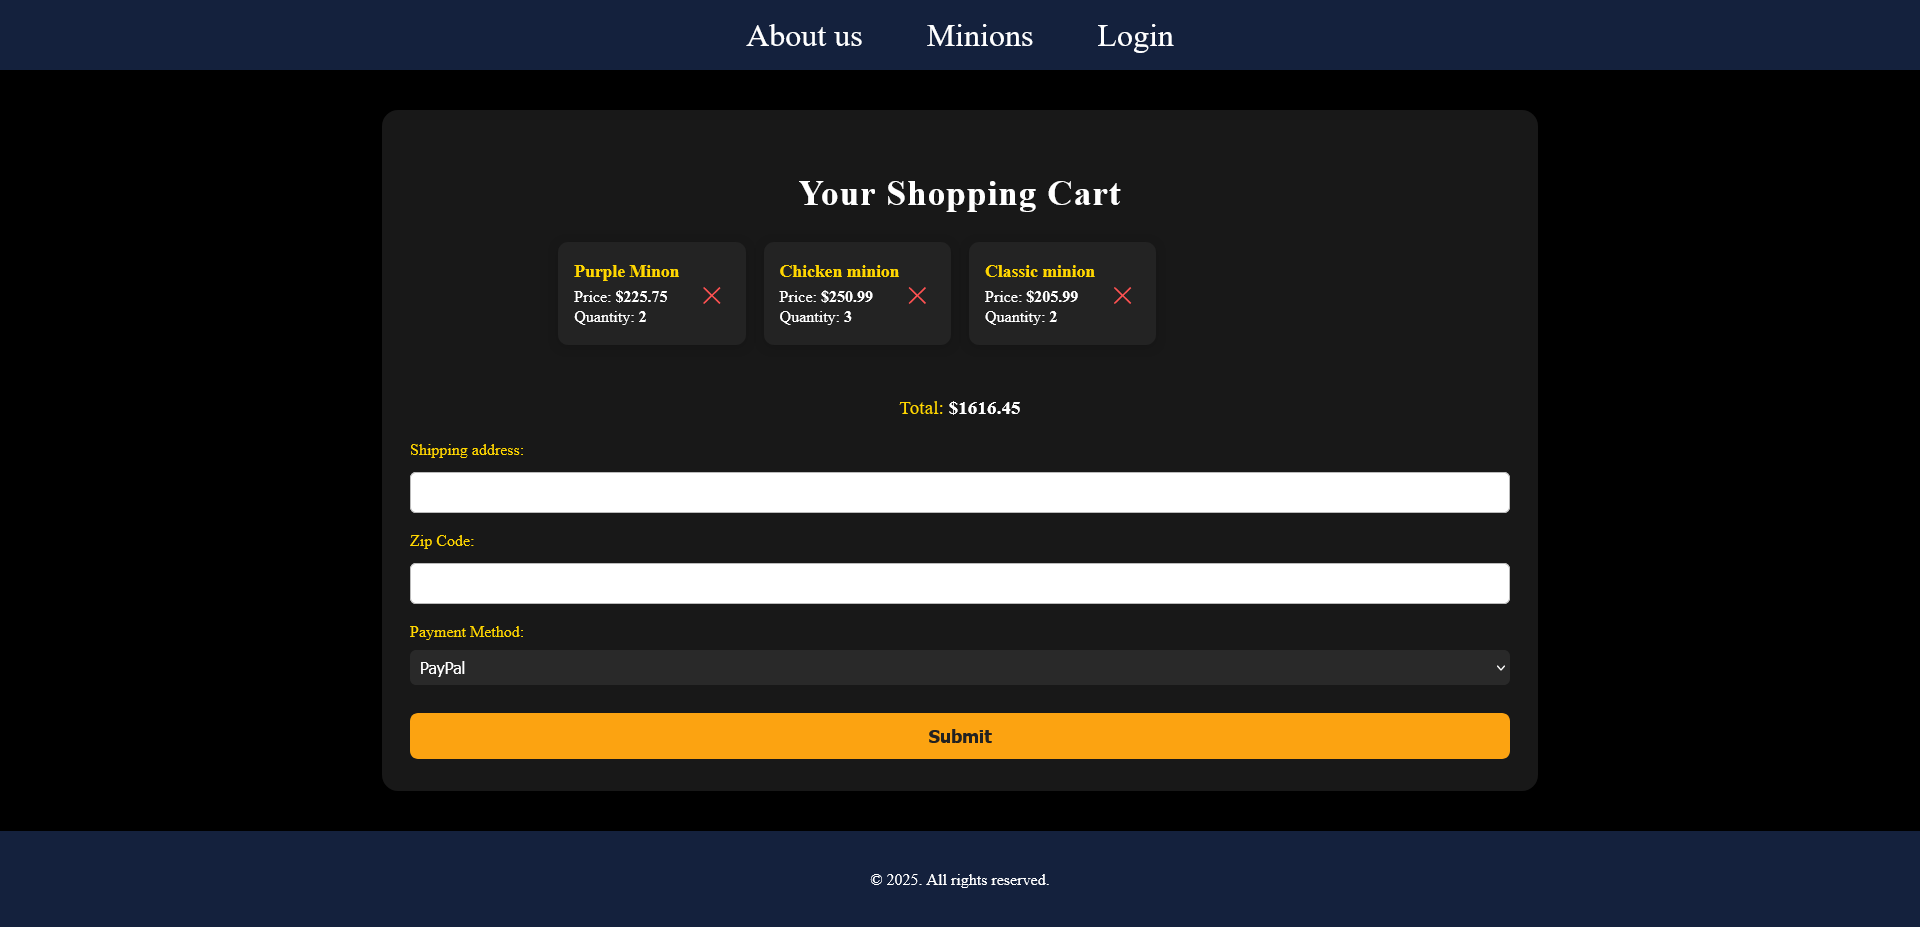 About us Minions Login
Your Shopping Cart
Purple Minon
Price: $225.75
Quantity: 2
Chicken minion
Price: $250.99
Quantity: 3
Classic minion
Price: $205.99
Quantity: 2
Total: $1616.45
Shipping address:
Zip Code:
Payment Method:
PayPal
Submit
© 2025. All rights reserved.